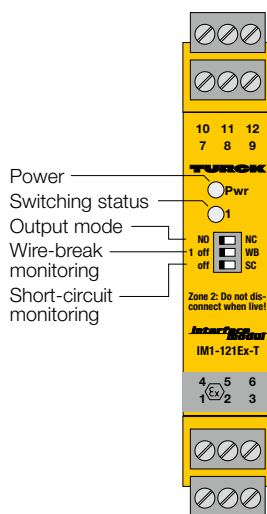 10 11 12
7 8 9
TURCK
Power
Pwr
Switching status
1
Output mode
NO NC
Wire-break
monitoring
1 off WB
off SC
Short-circuit
monitoring
Zone 2: Do not dis-
connect when live!
Interface
Modul
IM1-121Ex-T
4 5 6
Ex
1 2 3